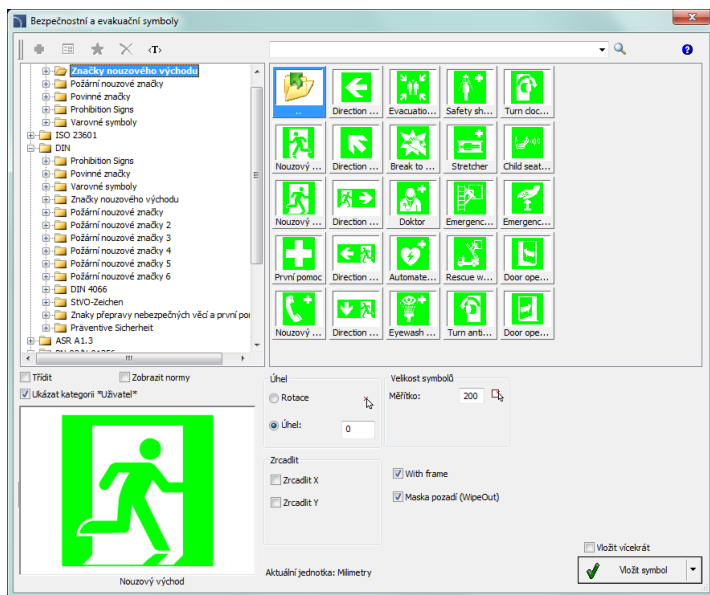 Bezpečnostní a evakuační symboly
‹T›
Značky nouzového východu
Požární nouzové značky
Povinné značky
Prohibition Signs
Varovné symboly
ISO 23601
DIN
Prohibition Signs
Povinné značky
Varovné symboly
Značky nouzového východu
Požární nouzové značky
Požární nouzové značky 2
Požární nouzové značky 3
Požární nouzové značky 4
Požární nouzové značky 5
Požární nouzové značky 6
DIN 4066
StVO-Zeichen
Znaky přepravy nebezpečných věcí a první po
Präventive Sicherheit
ASR A1.3
..
Direction ...
Evacuatio...
Safety sh...
Turn cloc...
Nouzový ...
Direction ...
Break to ...
Stretcher
Child seat...
Nouzový ...
Direction ...
Doktor
Emergenc...
Emergenc...
První pomoc
Direction ...
Automate...
Rescue w...
Door ope...
Nouzový ...
Direction ...
Eyewash ...
Turn anti...
Door ope...
Třídit
Zobrazit normy
Ukázat kategorii *Uživatel*
Nouzový východ
Úhel
Rotace
Úhel:
0
Velikost symbolů
Měřítko:
200
Zrcadlit
Zrcadlit X
Zrcadlit Y
With frame
Maska pozadí (WipeOut)
Aktuální jednotka: Milimetry
Vložit vícekrát
Vložit symbol